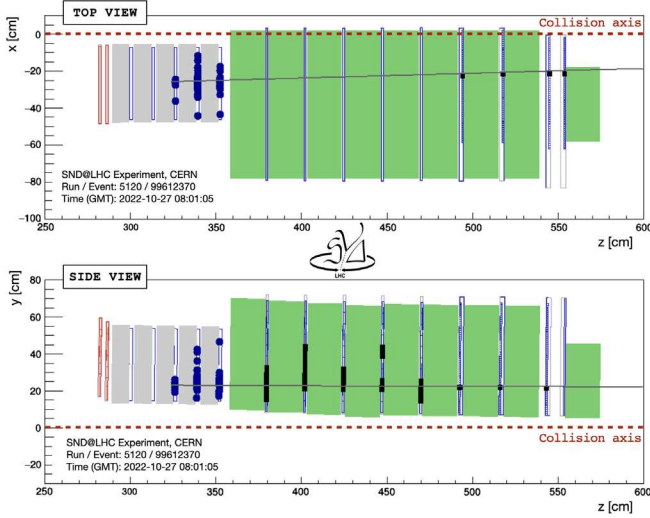 TOP VIEW
x [cm]
Collision axis
0
−20
−40
−60
−80
−100
SND@LHC Experiment, CERN
Run / Event: 5120 / 99612370
Time (GMT): 2022-10-27 08:01:05
250 300 350 400 450 500 550 600
z [cm]
LHC
SIDE VIEW
y [cm]
80
60
40
20
0
−20
Collision axis
SND@LHC Experiment, CERN
Run / Event: 5120 / 99612370
Time (GMT): 2022-10-27 08:01:05
250 300 350 400 450 500 550 600
z [cm]